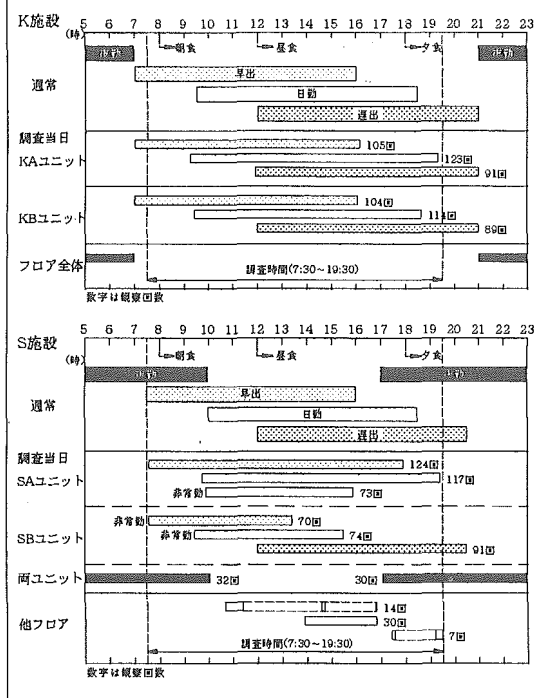 K施設
5 6 7 8 9 10 11 12 13 14 15 16 17 18 19 20 21 22 23
(時)
朝食 昼食 夕食
通常
早出
日勤
遅出
調査当日
KAユニット
105回
123回
91回
KBユニット
104回
114回
89回
フロア全体
調査時間(7:30~19:30)
数字は観察回数
S施設
5 6 7 8 9 10 11 12 13 14 15 16 17 18 19 20 21 22 23
(時)
朝食 昼食 夕食
通常
早出
日勤
遅出
調査当日
SAユニット
124回
117回
非常勤 73回
SBユニット
非常勤 70回
非常勤 74回
91回
両ユニット 32回 30回
他フロア
14回
30回
7回
調査時間(7:30~19:30)
数字は観察回数